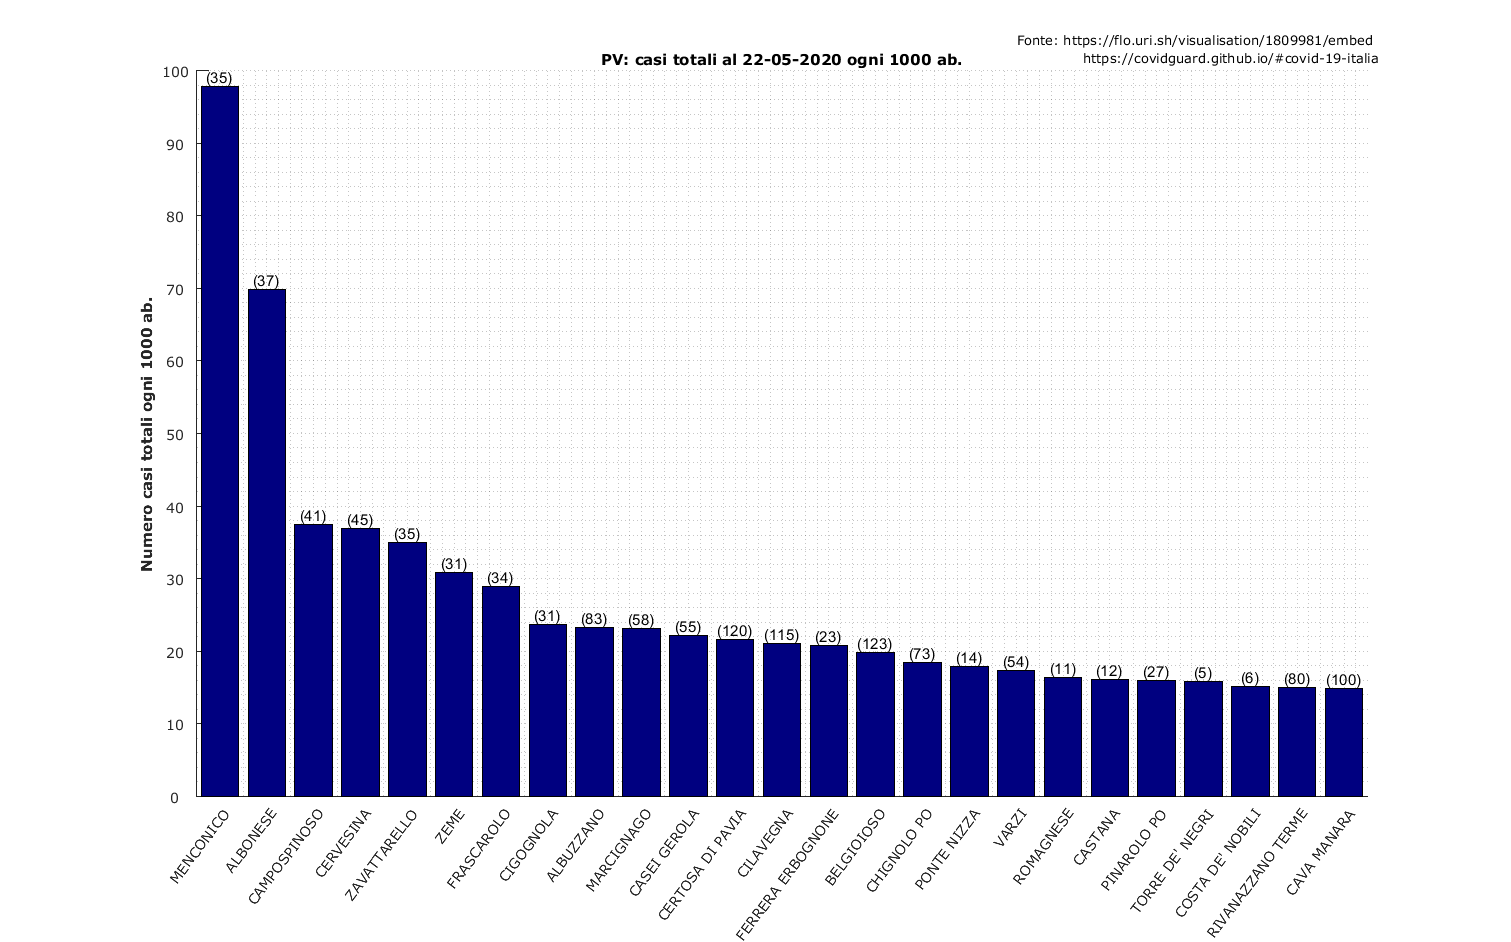 Fonte: https://flo.uri.sh/visualisation/1809981/embed
https://covidguard.github.io/#covid-19-italia
PV: casi totali al 22-05-2020 ogni 1000 ab.
Numero casi totali ogni 1000 ab.
100
90
80
70
60
50
40
30
20
10
0
(35)
(37)
(41)
(45)
(35)
(31)
(34)
(31)
(83)
(58)
(55)
(120)
(115)
(23)
(123)
(73)
(14)
(54)
(11)
(12)
(27)
(5)
(6)
(80)
(100)
MENCONICO
ALBONESE
CAMPOSPINOSO
CERVESINA
ZAVATTARELLO
ZEME
FRASCAROLO
CIGOGNOLA
ALBUZZANO
MARCIGNAGO
CASEI GEROLA
CERTOSA DI PAVIA
CILAVEGNA
FERRERA ERBOGNONE
BELGIOIOSO
CHIGNOLO PO
PONTE NIZZA
VARZI
ROMAGNESE
CASTANA
PINAROLO PO
TORRE DE' NEGRI
COSTA DE' NOBILI
RIVANAZZANO TERME
CAVA MANARA